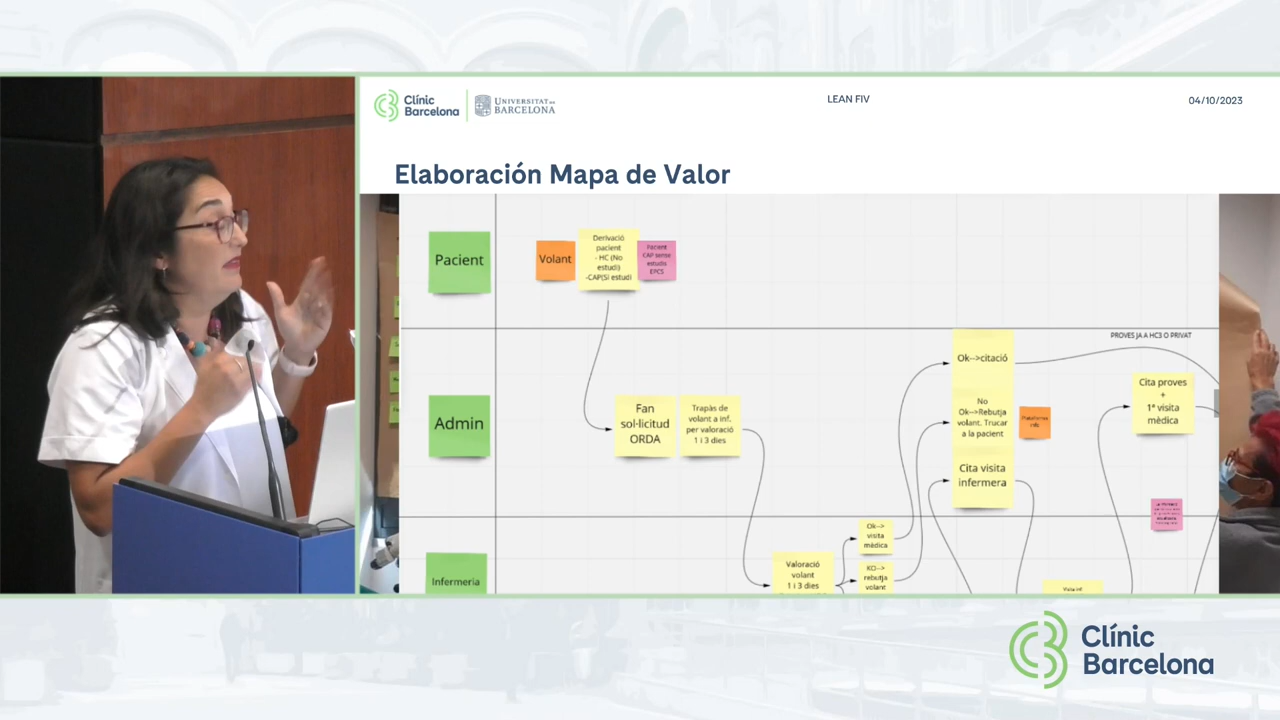 Clínic
Barcelona
UNIVERSITAT DE
BARCELONA
LEAN FIV
04/10/2023
Elaboración Mapa de Valor
Pacient
Volant
Derivació
pacient
- HC (No
estudi)
-CAP(Si estudi
Pacient
CAP sense
estudis
EPCS
PROVES JA A HC3 O PRIVAT
Admin
Fan
sol·licitud
ORDA
Trapàs de
volant a inf.
per valoració
1 i 3 dies
Ok-->citació
No
Ok-->Rebutja
volant. Trucar
a la pacient
Cita visita
infermera
Cita proves
+
1ª visita
mèdica
Infermeria
Valoració
volant
1 i 3 dies
Ok-->
visita
mèdica
KO-->
rebutja
volant
Clínic
Barcelona